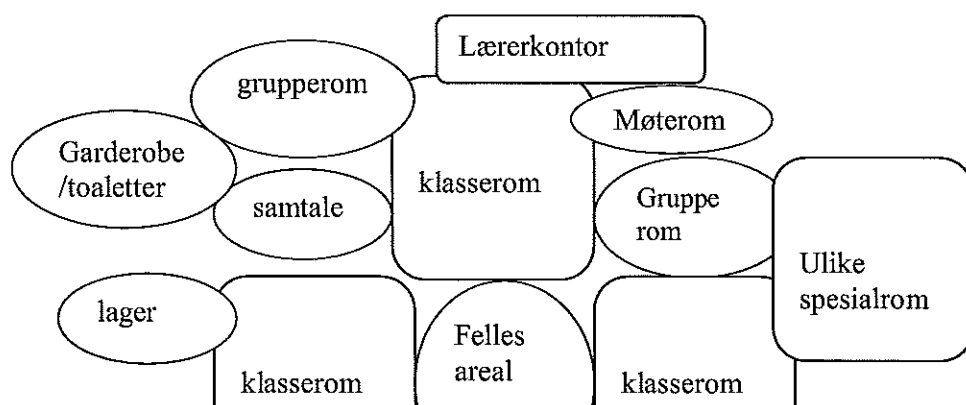 Lærerkontor
grupperom
Møterom
Garderobe
/toaletter
klasserom
samtale
Gruppe
rom
Ulike
spesialrom
lager
Felles
areal
klasserom
klasserom